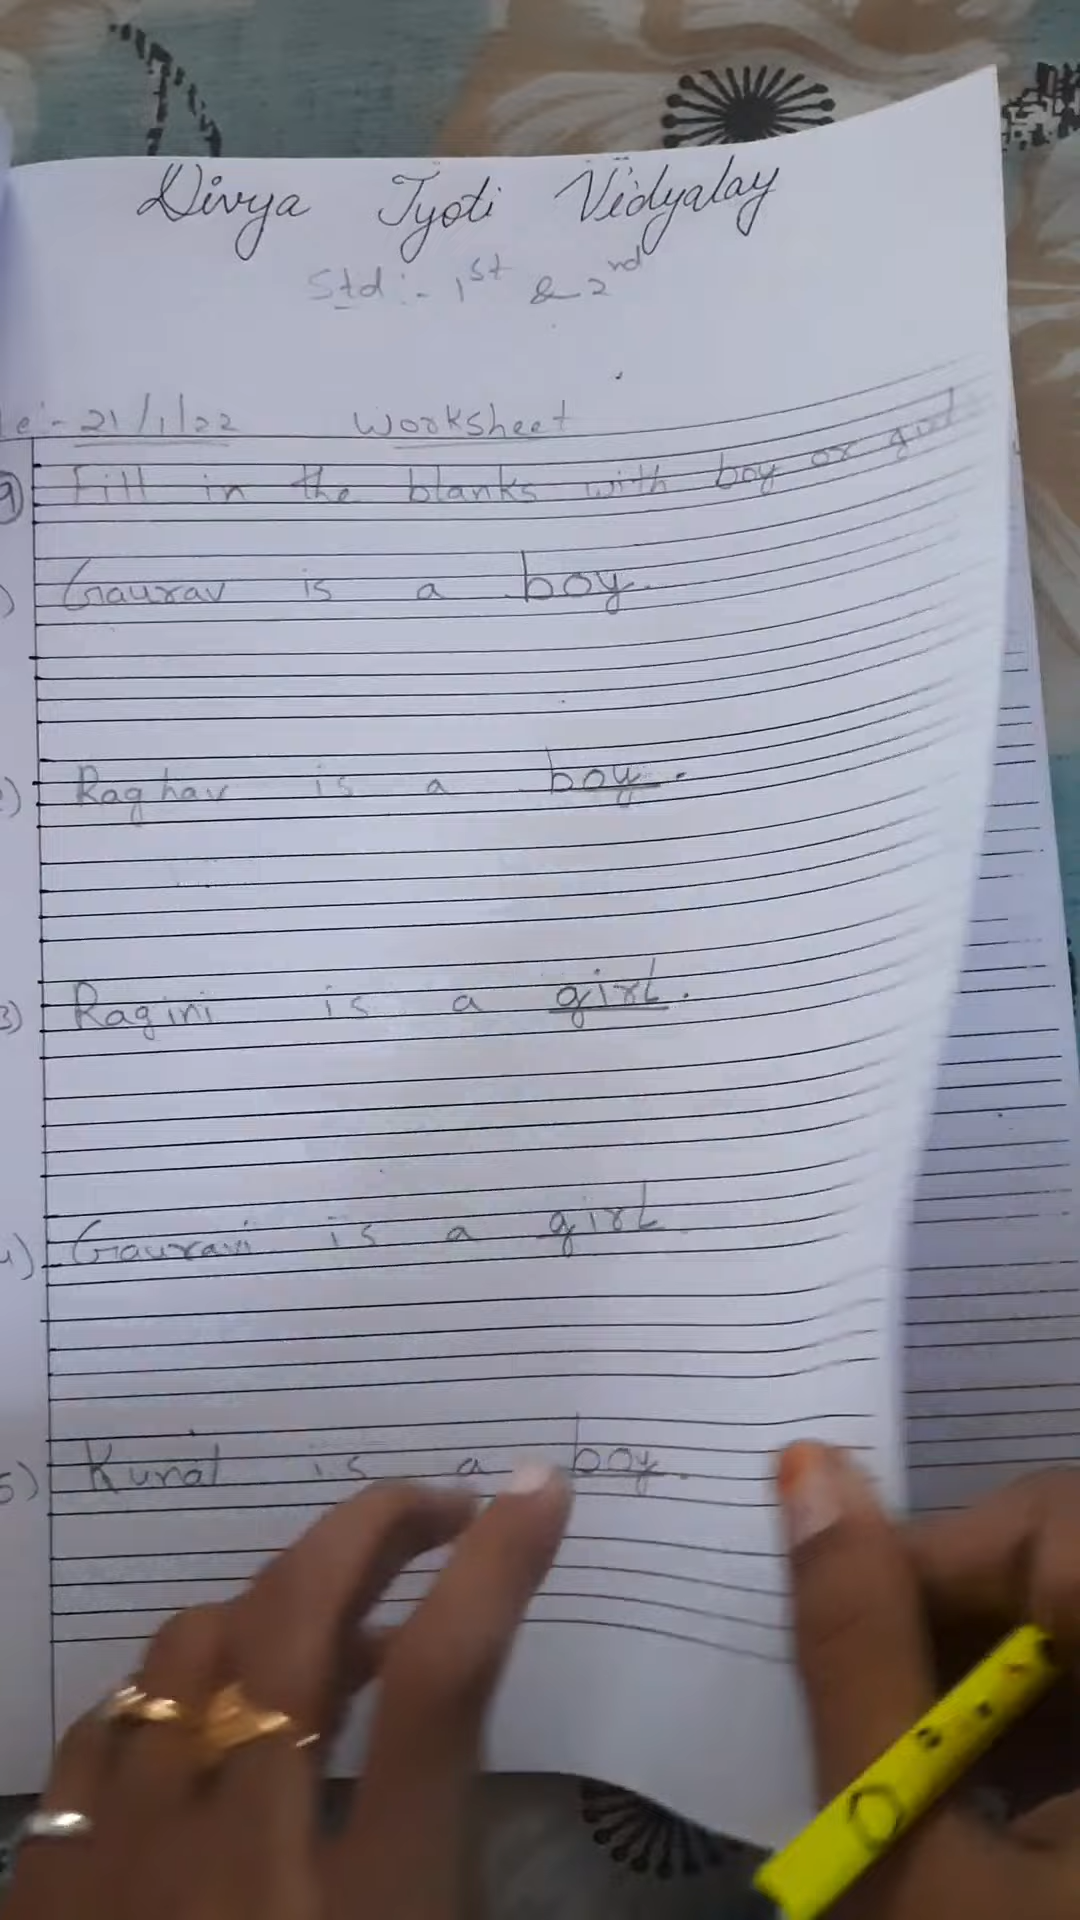 Divya Jyoti Vidyalay
Std :- 1st & 2nd
e :- 21/1/22 Worksheet
Fill in the blanks with boy or girl
Gaurav is a boy.
Raghav is a boy.
3) Ragini is a girl.
4) Gauravi is a girl
5) Kunal is a boy.